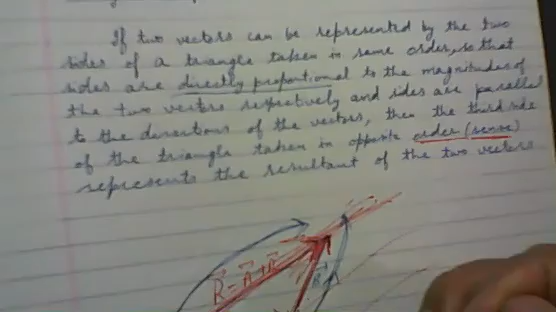 If two vectors can be represented by the two
sides of a triangle taken in same order, so that
sides are directly proportional to the magnitudes of
the two vectors respectively and sides are parallel
to the directions of the vectors, then the third side
of the triangle taken in opposite order (sense)
represents the resultant of the two vectors
R =